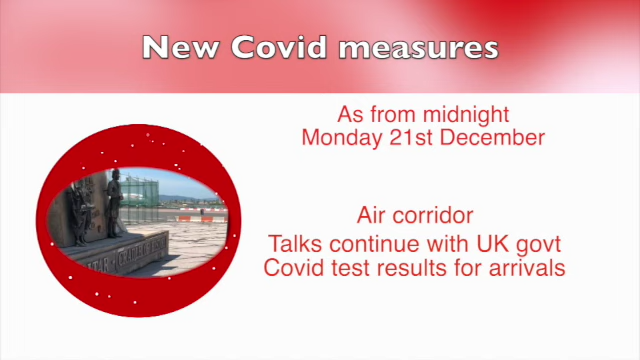 New Covid measures
As from midnight
Monday 21st December
Air corridor
Talks continue with UK govt
Covid test results for arrivals